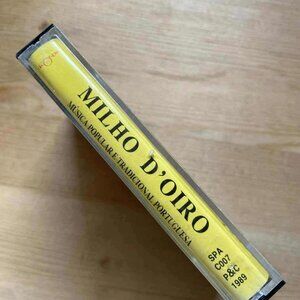 MILHO D'OIRO
MÚSICA POPULAR E TRADICIONAL PORTUGUESA
SPA
C007
P&C
1989